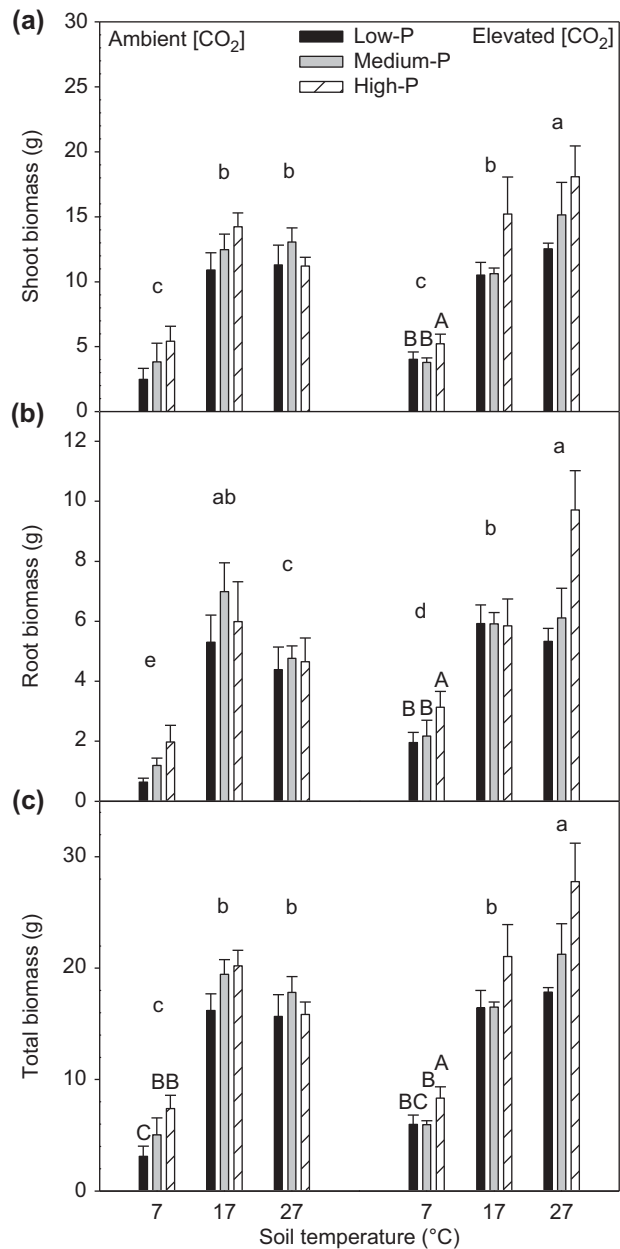 (a)
Ambient [CO₂]
Low-P
Medium-P
High-P
Elevated [CO₂]
Shoot biomass (g)
30
25
20
15
10
5
0
c
b
b
c
b
a
B B A
(b)
Root biomass (g)
12
10
8
6
4
2
0
e
ab
c
d
b
a
B B A
(c)
Total biomass (g)
30
20
10
0
c
b
b
b
a
C BB
BC B A
7 17 27 7 17 27
Soil temperature (°C)